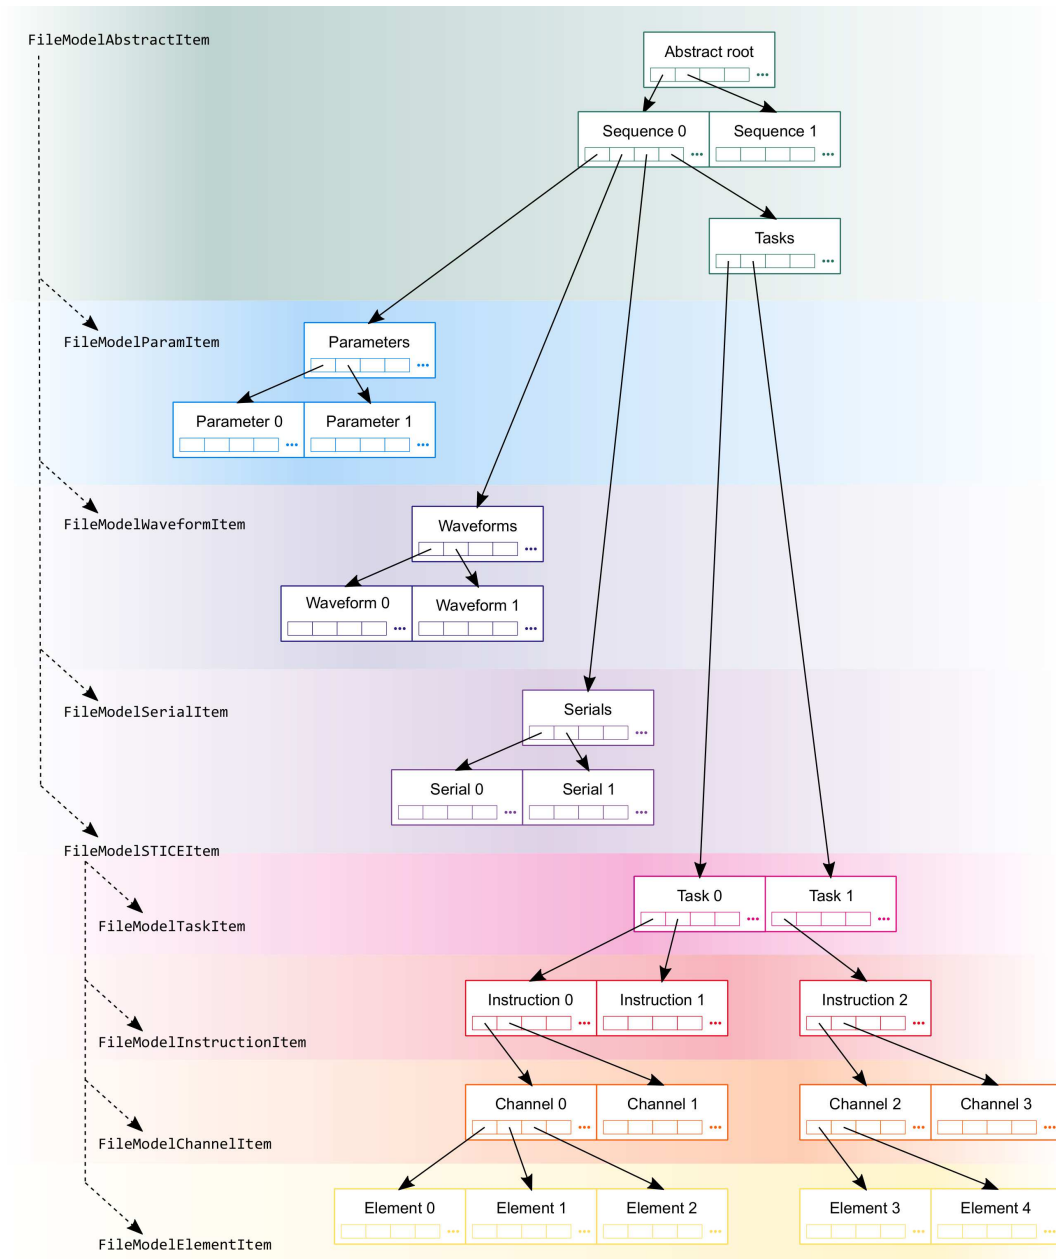 FileModelAbstractItem
Abstract root
Sequence 0
Sequence 1
Tasks
FileModelParamItem
Parameters
Parameter 0
Parameter 1
FileModelWaveformItem
Waveforms
Waveform 0
Waveform 1
FileModelSerialItem
Serials
Serial 0
Serial 1
FileModelSTICEItem
Task 0
Task 1
FileModelTaskItem
Instruction 0
Instruction 1
Instruction 2
FileModelInstructionItem
Channel 0
Channel 1
Channel 2
Channel 3
FileModelChannelItem
Element 0
Element 1
Element 2
Element 3
Element 4
FileModelElementItem